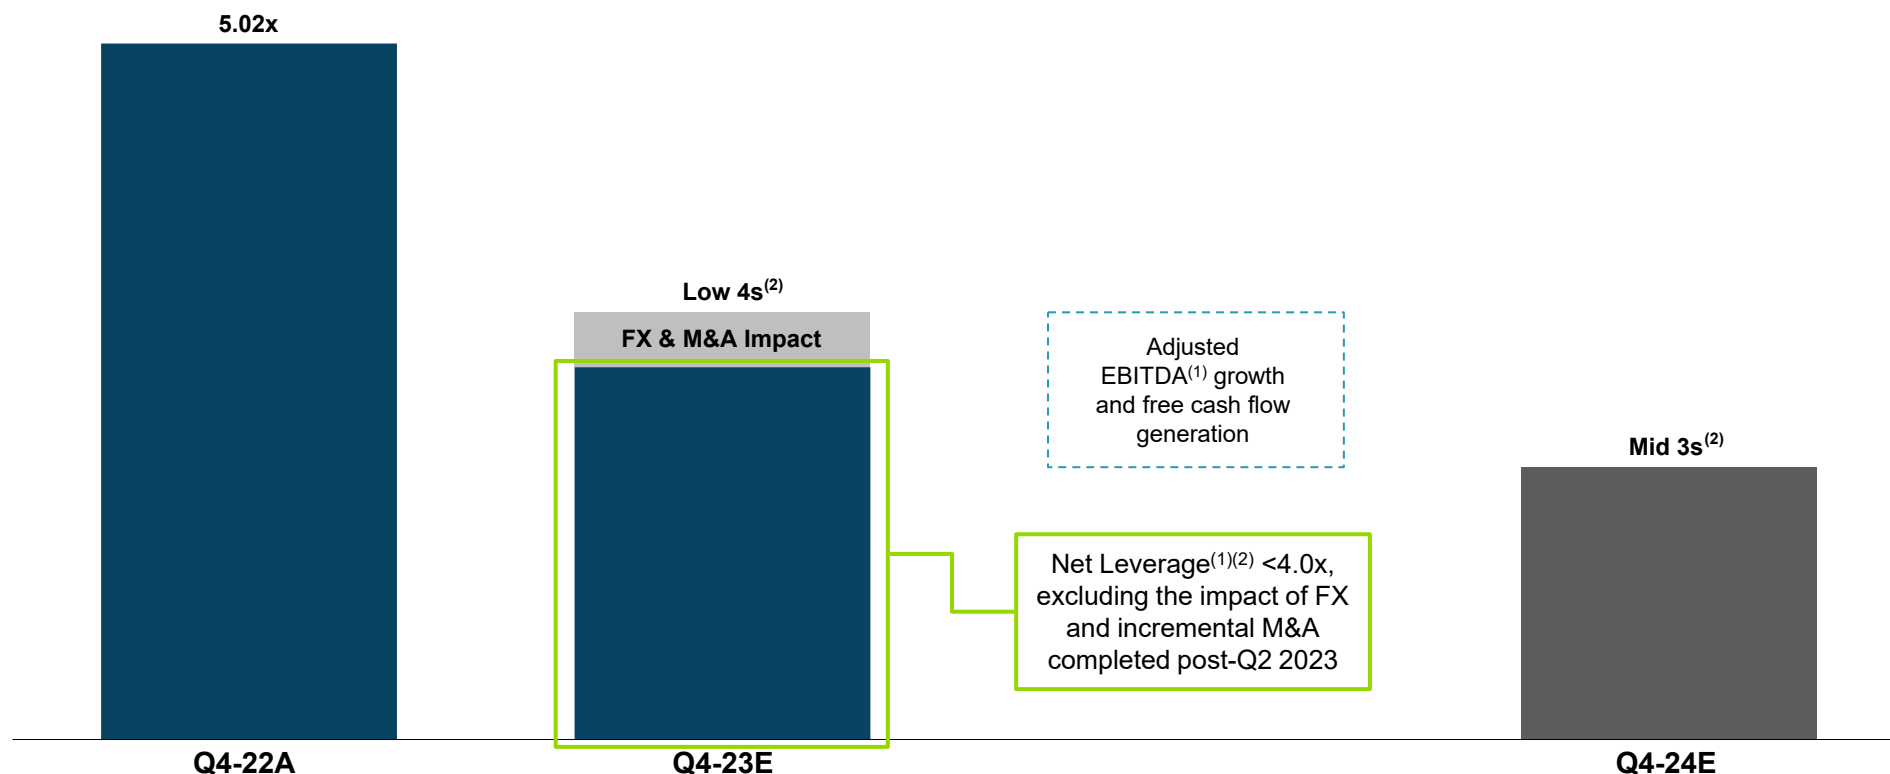 5.02x
Low 4s(2)
FX & M&A Impact
Adjusted
EBITDA(1) growth
and free cash flow
generation
Mid 3s(2)
Net Leverage(1)(2) <4.0x,
excluding the impact of FX
and incremental M&A
completed post-Q2 2023
Q4-22A
Q4-23E
Q4-24E